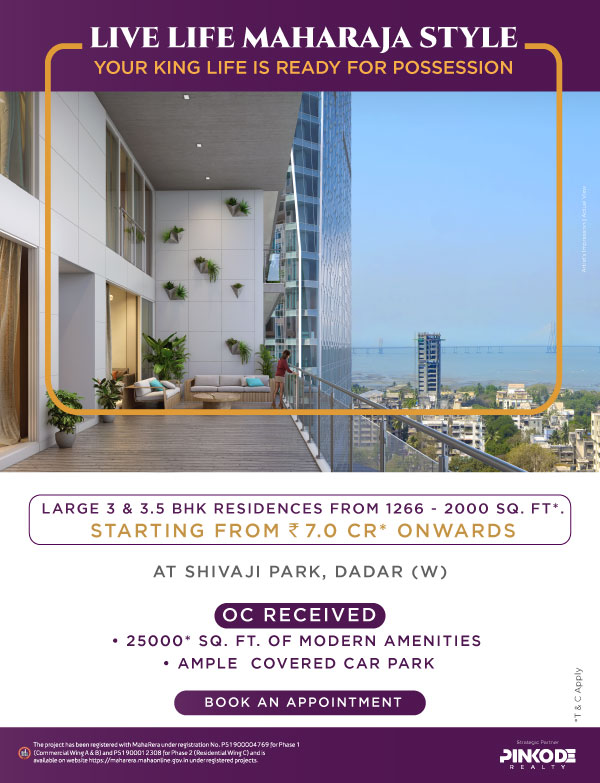 LIVE LIFE MAHARAJA STYLE
YOUR KING LIFE IS READY FOR POSSESSION
Artist's Impression | Actual View
LARGE 3 & 3.5 BHK RESIDENCES FROM 1266 - 2000 SQ. FT*.
STARTING FROM ₹ 7.0 CR* ONWARDS
AT SHIVAJI PARK, DADAR (W)
OC RECEIVED
• 25000* SQ. FT. OF MODERN AMENITIES
• AMPLE COVERED CAR PARK
*T & C Apply
BOOK AN APPOINTMENT
The project has been registered with MahaRera under registration No. P51900004769 for Phase 1
(Commercial Wing A & B) and P51900012308 for Phase 2 (Residential Wing C) and is
available on website https://maharera.mahaonline.gov.in under registered projects.
Strategic Partner
PINKODE
REALTY